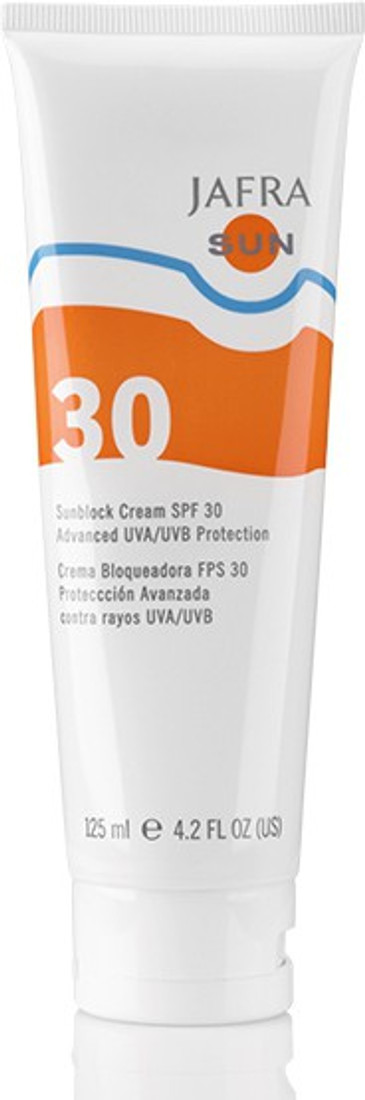 JAFRA
SUN
30
Sunblock Cream SPF 30
Advanced UVA/UVB Protection
Crema Bloqueadora FPS 30
Proteccción Avanzada
contra rayos UVA/UVB
125 ml e 4.2 FL OZ (US)